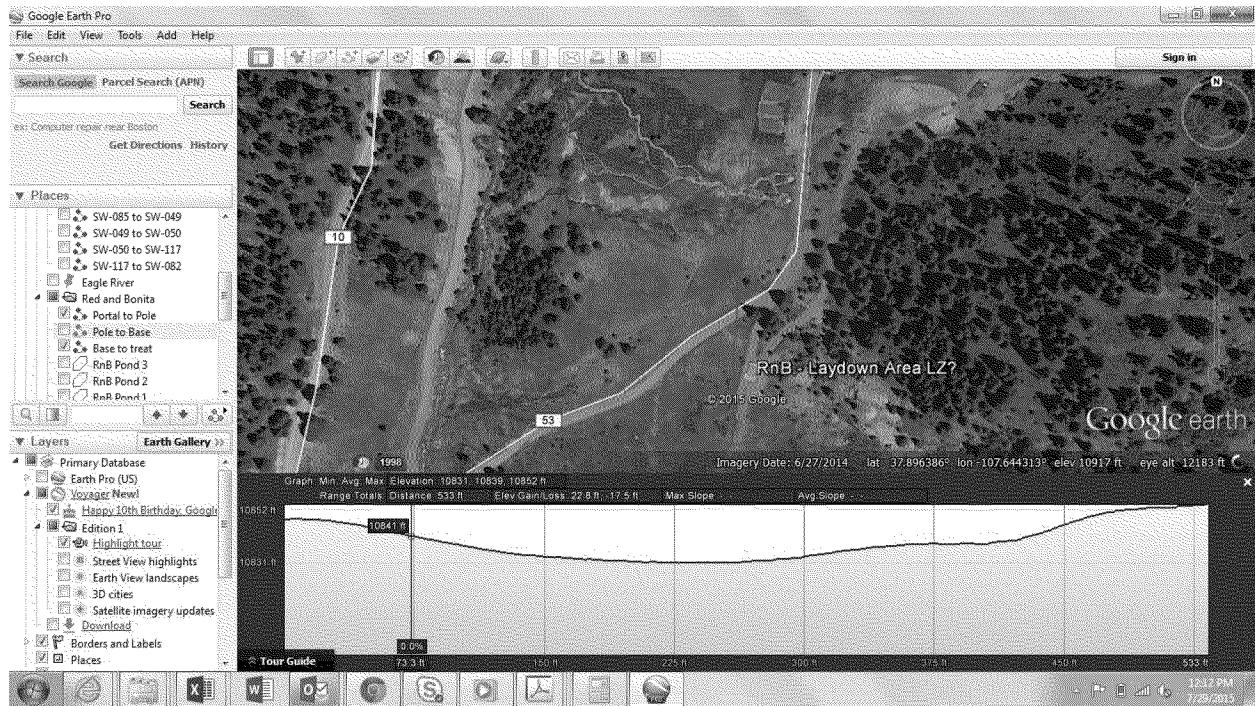 Google Earth Pro
File Edit View Tools Add Help
▼ Search
Search Google Parcel Search (APN)
Search
ex: Computer repair near Boston
Get Directions History
▼ Places
SW-085 to SW-049
SW-049 to SW-050
SW-050 to SW-117
SW-117 to SW-082
Eagle River
Red and Bonita
Portal to Pole
Pole to Base
Base to treat
RnB Pond 3
RnB Pond 2
RnB Pond 1
▼ Layers Earth Gallery »
Primary Database
Earth Pro (US)
Voyager New!
Happy 10th Birthday, Googl
Edition 1
Highlight tour
Street View highlights
Earth View landscapes
3D cities
Satellite imagery updates
Download
Borders and Labels
Places
Sign in
N
10
53
RnB - Laydown Area LZ?
© 2015 Google
Google earth
1998
Imagery Date: 6/27/2014 lat 37.896386° lon -107.644313° elev 10917 ft eye alt 12183 ft
Graph: Min, Avg, Max Elevation: 10831, 10839, 10852 ft
Range Totals: Distance: 533 ft Elev Gain/Loss: 22.8 ft, -17.5 ft Max Slope: Avg Slope:
10852 ft
10841 ft
10831 ft
0.0%
Tour Guide
73.3 ft 150 ft 225 ft 300 ft 375 ft 450 ft 533 ft
12:12 PM
7/29/2015